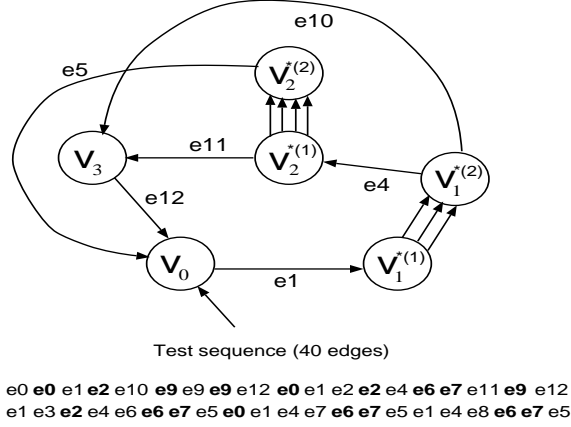 e10
e5
V₂*(2)
e11
V₃
V₂*(1)
V₁*(2)
e12
e4
V₀
e1
V₁*(1)
Test sequence (40 edges)
e0 e0 e1 e2 e10 e9 e9 e9 e12 e0 e1 e2 e2 e4 e6 e7 e11 e9 e12
e1 e3 e2 e4 e6 e6 e7 e5 e0 e1 e4 e7 e6 e7 e5 e1 e4 e8 e6 e7 e5